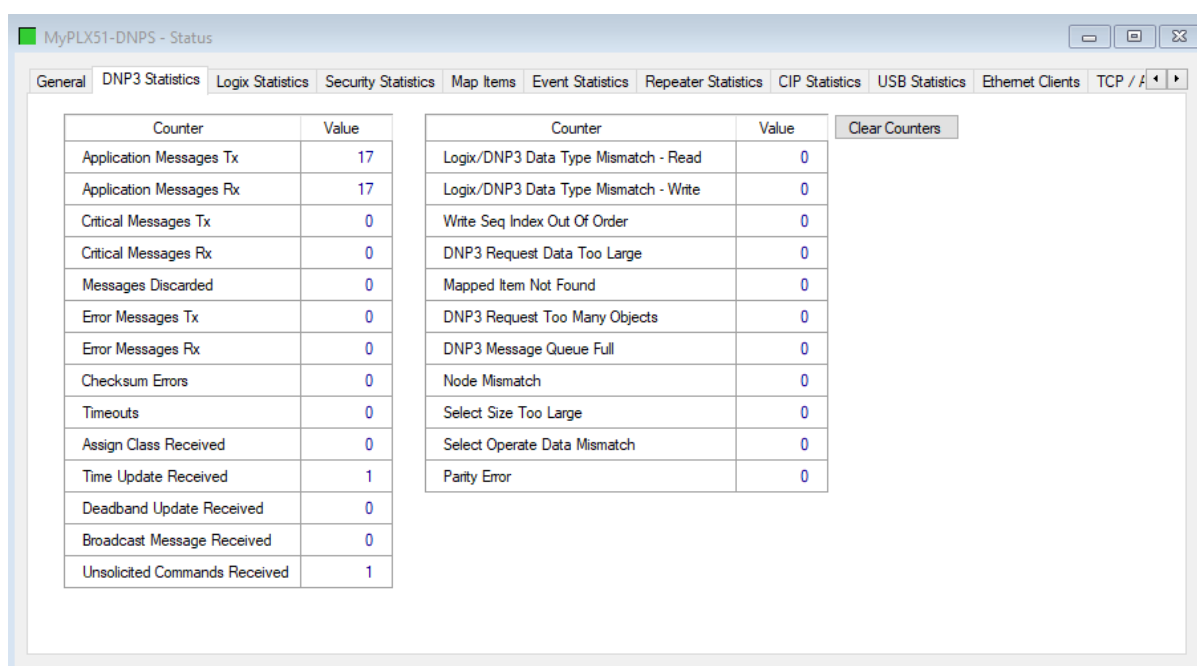 MyPLX51-DNPS - Status
General DNP3 Statistics Logix Statistics Security Statistics Map Items Event Statistics Repeater Statistics CIP Statistics USB Statistics Ethernet Clients TCP /
Counter Value Counter Value Clear Counters
Application Messages Tx 17 Logix/DNP3 Data Type Mismatch - Read 0
Application Messages Rx 17 Logix/DNP3 Data Type Mismatch - Write 0
Critical Messages Tx 0 Write Seq Index Out Of Order 0
Critical Messages Rx 0 DNP3 Request Data Too Large 0
Messages Discarded 0 Mapped Item Not Found 0
Error Messages Tx 0 DNP3 Request Too Many Objects 0
Error Messages Rx 0 DNP3 Message Queue Full 0
Checksum Errors 0 Node Mismatch 0
Timeouts 0 Select Size Too Large 0
Assign Class Received 0 Select Operate Data Mismatch 0
Time Update Received 1 Parity Error 0
Deadband Update Received 0
Broadcast Message Received 0
Unsolicited Commands Received 1